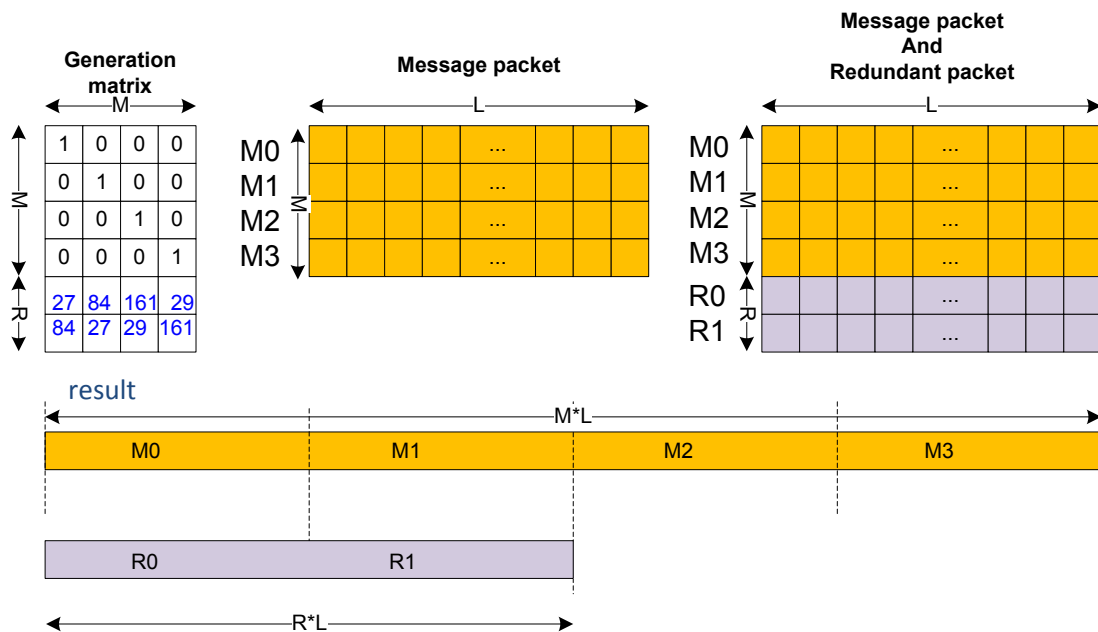 Generation
matrix
M
M
1 0 0 0
0 1 0 0
0 0 1 0
0 0 0 1
R
27 84 161 29
84 27 29 161
Message packet
L
M
M0 ...
M1 ...
M2 ...
M3 ...
Message packet
And
Redundant packet
L
M
M0 ...
M1 ...
M2 ...
M3 ...
R
R0 ...
R1 ...
result
M*L
M0 M1 M2 M3
R0 R1
R*L